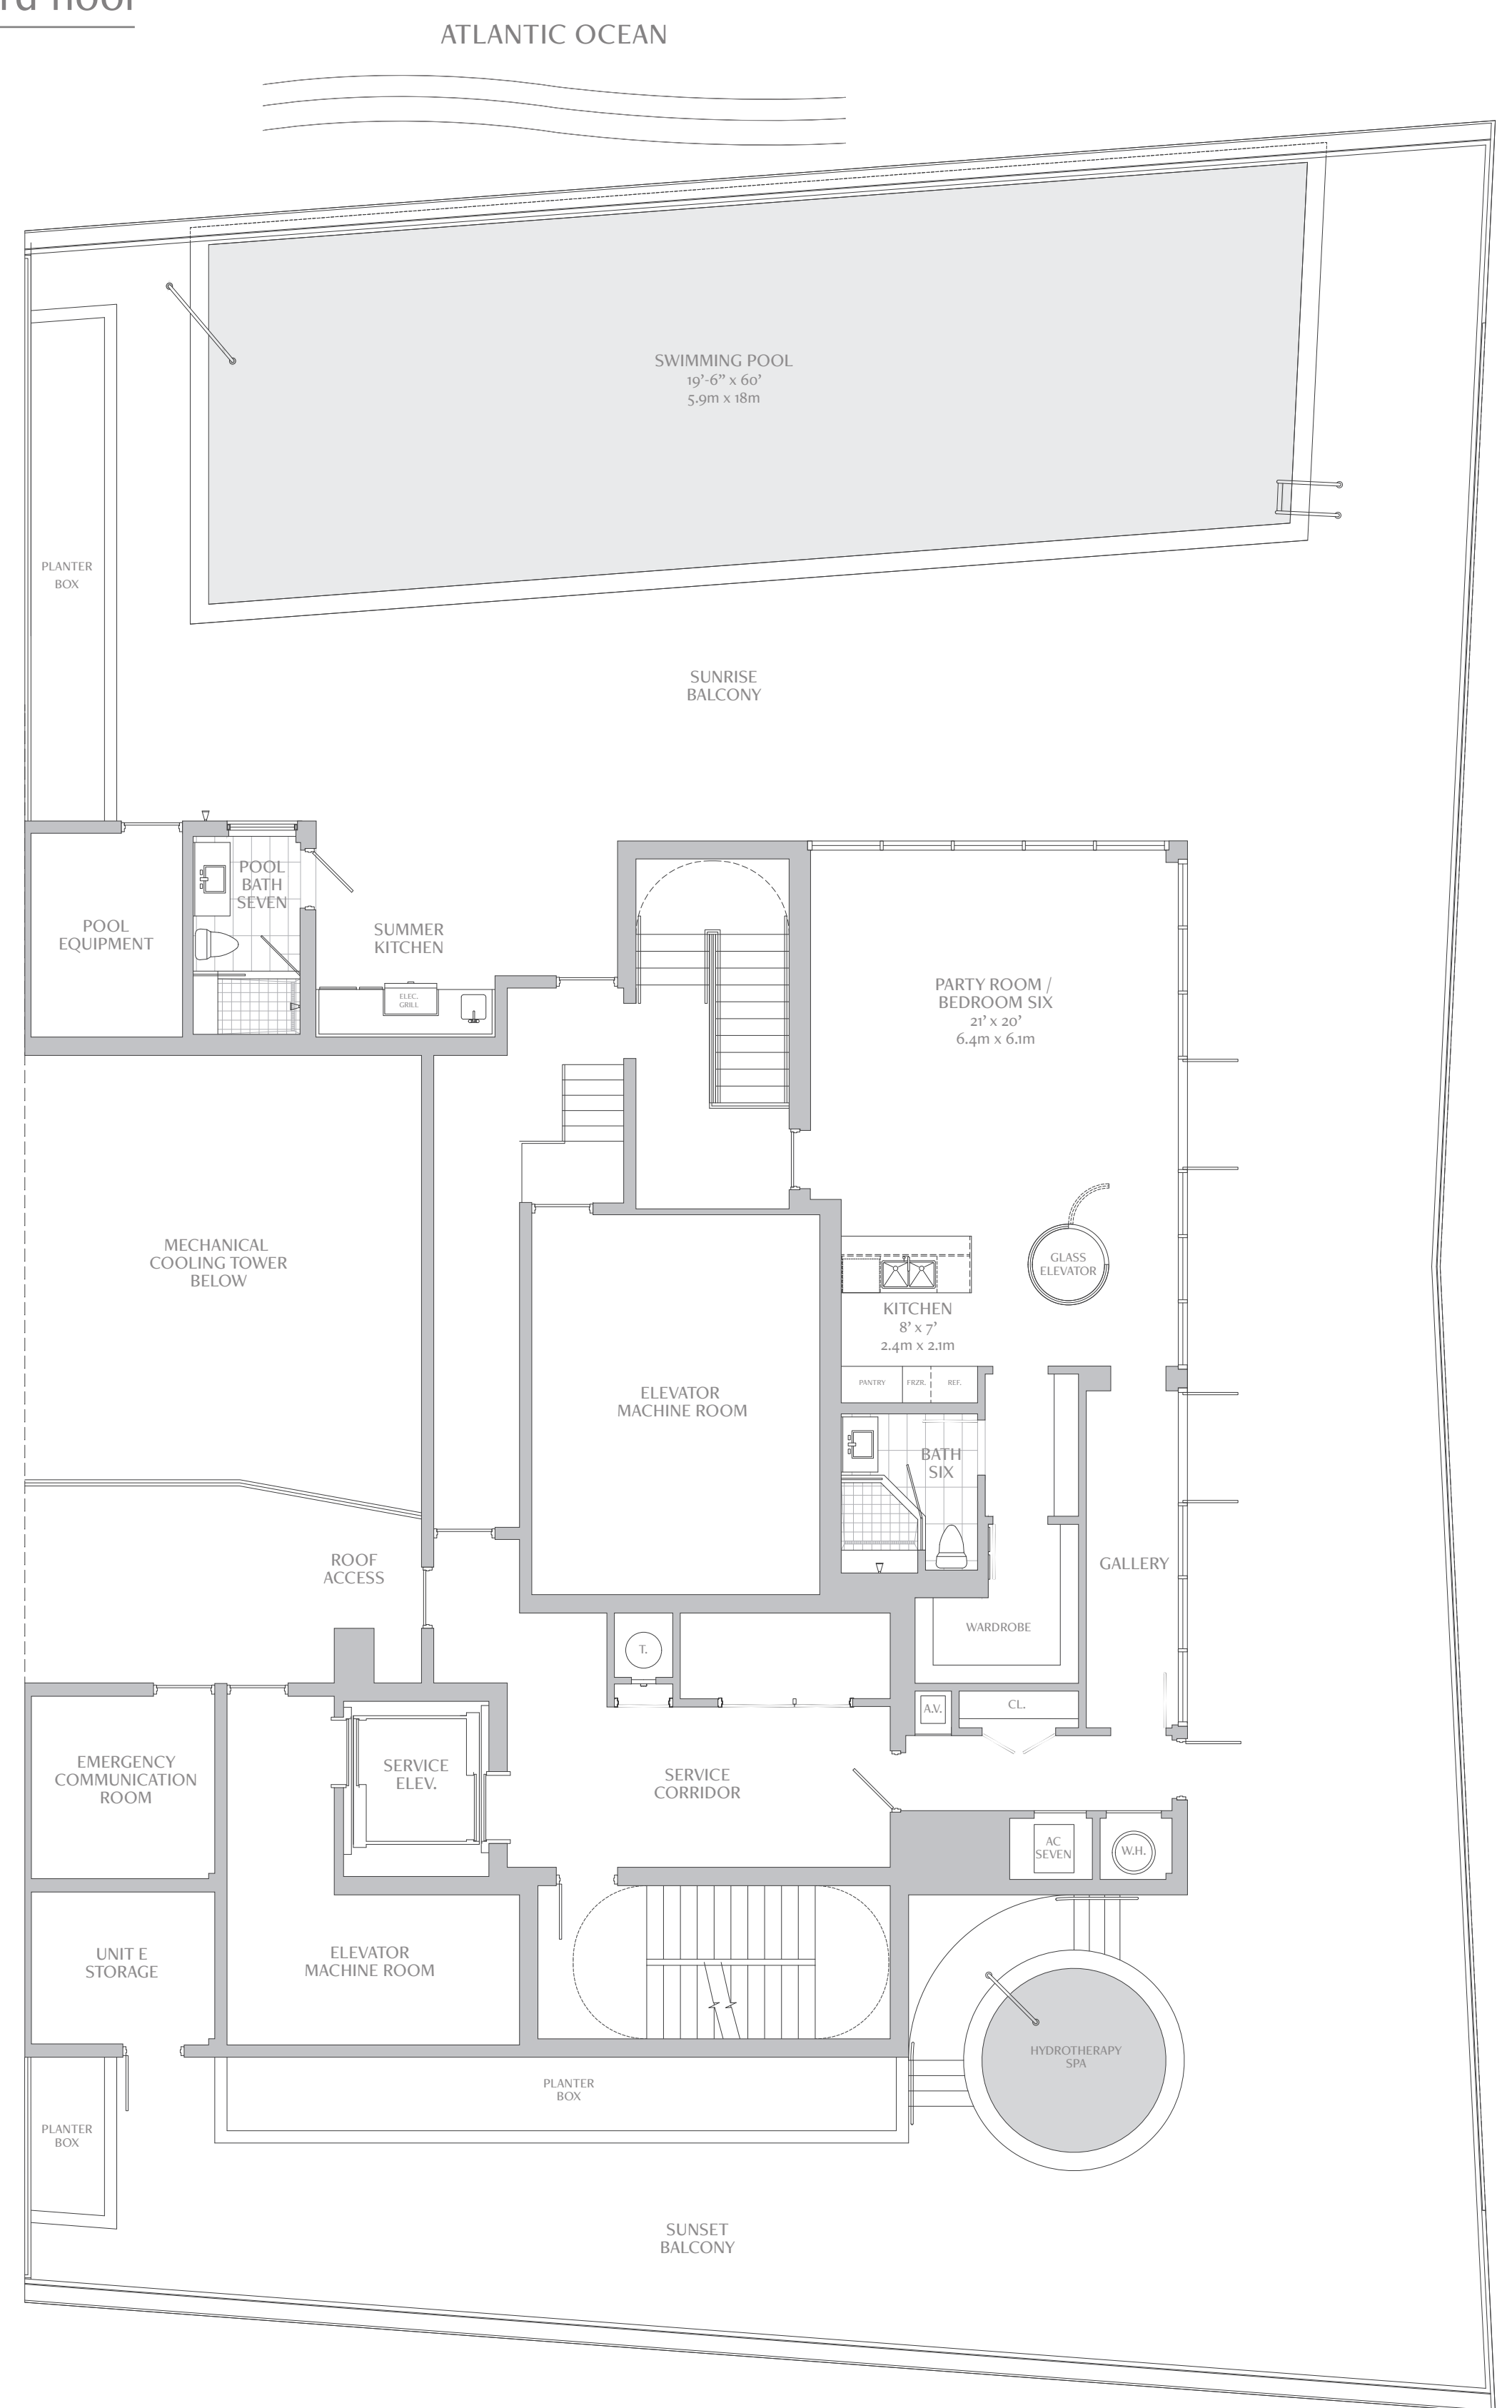 rd floor
ATLANTIC OCEAN
SWIMMING POOL
19'-6" x 60'
5.9m x 18m
PLANTER
BOX
SUNRISE
BALCONY
POOL
BATH
SEVEN
POOL
EQUIPMENT
SUMMER
KITCHEN
ELEC.
GRILL
PARTY ROOM /
BEDROOM SIX
21' x 20'
6.4m x 6.1m
MECHANICAL
COOLING TOWER
BELOW
GLASS
ELEVATOR
KITCHEN
8' x 7'
2.4m x 2.1m
PANTRY
FRZR.
REF.
ELEVATOR
MACHINE ROOM
BATH
SIX
ROOF
ACCESS
GALLERY
WARDROBE
T.
A.V.
CL.
EMERGENCY
COMMUNICATION
ROOM
SERVICE
ELEV.
SERVICE
CORRIDOR
AC
SEVEN
W.H.
UNIT E
STORAGE
ELEVATOR
MACHINE ROOM
HYDROTHERAPY
SPA
PLANTER
BOX
PLANTER
BOX
SUNSET
BALCONY